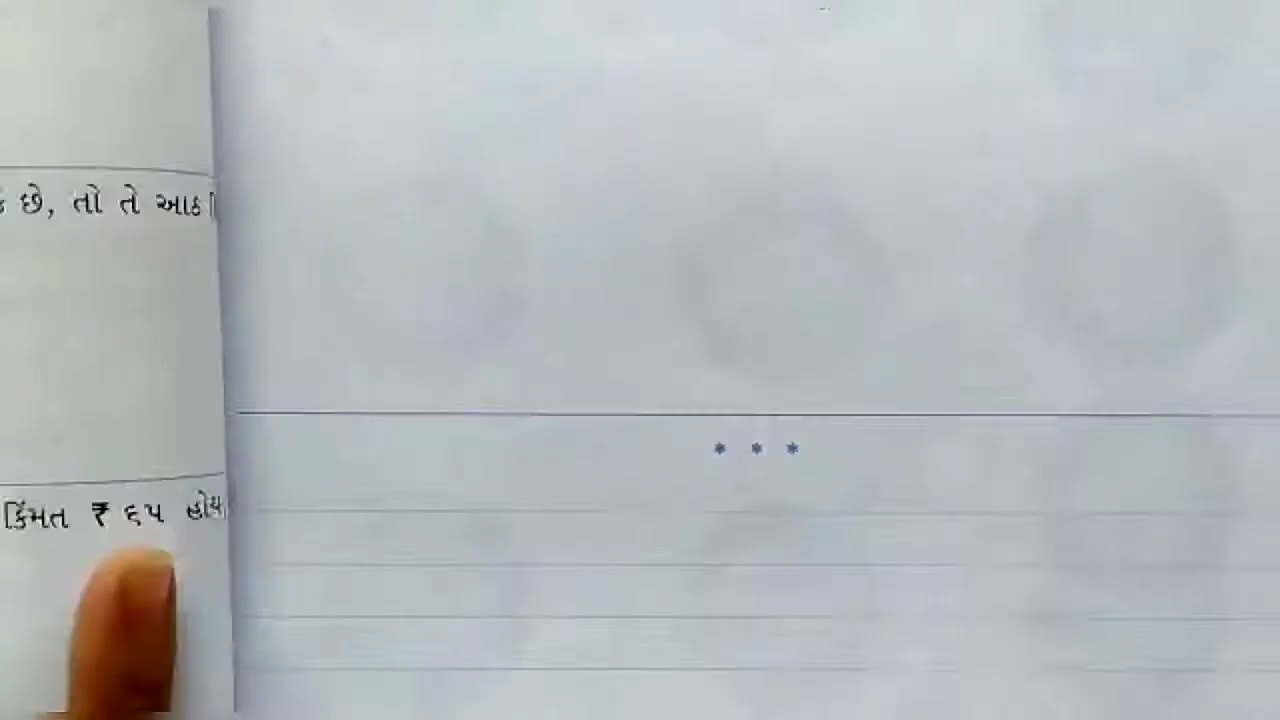 છે, તો તે આઠ
* * *
કિંમત ₹ ૬૫ હોય